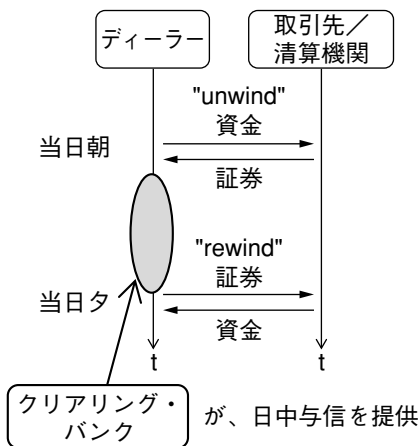 ディーラー
取引先／
清算機関
"unwind"
資金
当日朝
証券
"rewind"
証券
当日夕
資金
t
t
クリアリング・
バンク
が、日中与信を提供